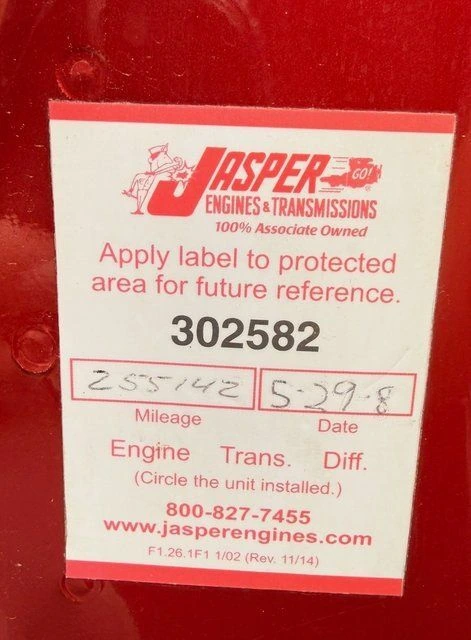 JASPER GO!
ENGINES & TRANSMISSIONS
100% Associate Owned
Apply label to protected
area for future reference.
302582
255142 5-29-8
Mileage Date
Engine Trans. Diff.
(Circle the unit installed.)
800-827-7455
www.jasperengines.com
F1.26.1F1 1/02 (Rev. 11/14)